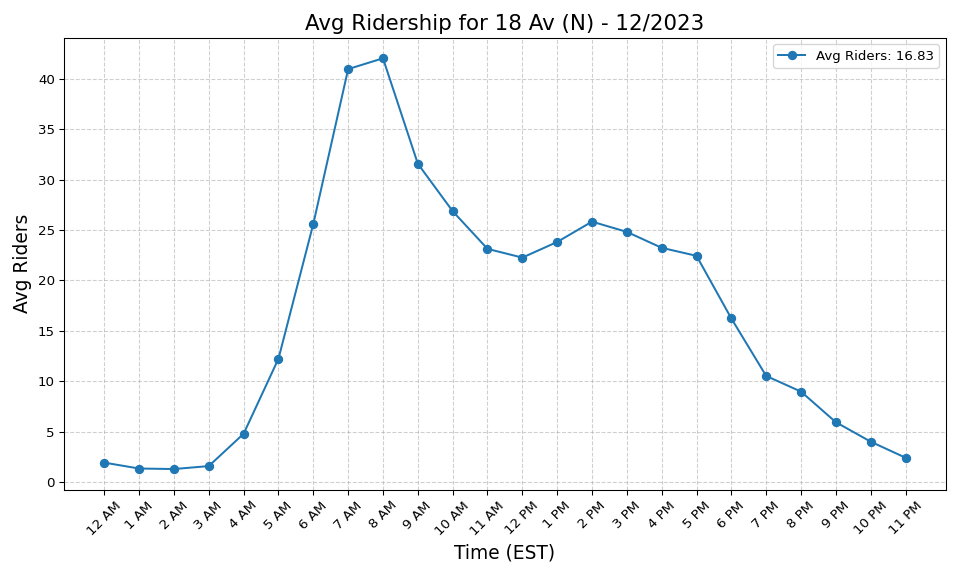 Avg Ridership for 18 Av (N) - 12/2023
Avg Riders: 16.83
Avg Riders
40
35
30
25
20
15
10
5
0
12 AM
1 AM
2 AM
3 AM
4 AM
5 AM
6 AM
7 AM
8 AM
9 AM
10 AM
11 AM
12 PM
1 PM
2 PM
3 PM
4 PM
5 PM
6 PM
7 PM
8 PM
9 PM
10 PM
11 PM
Time (EST)